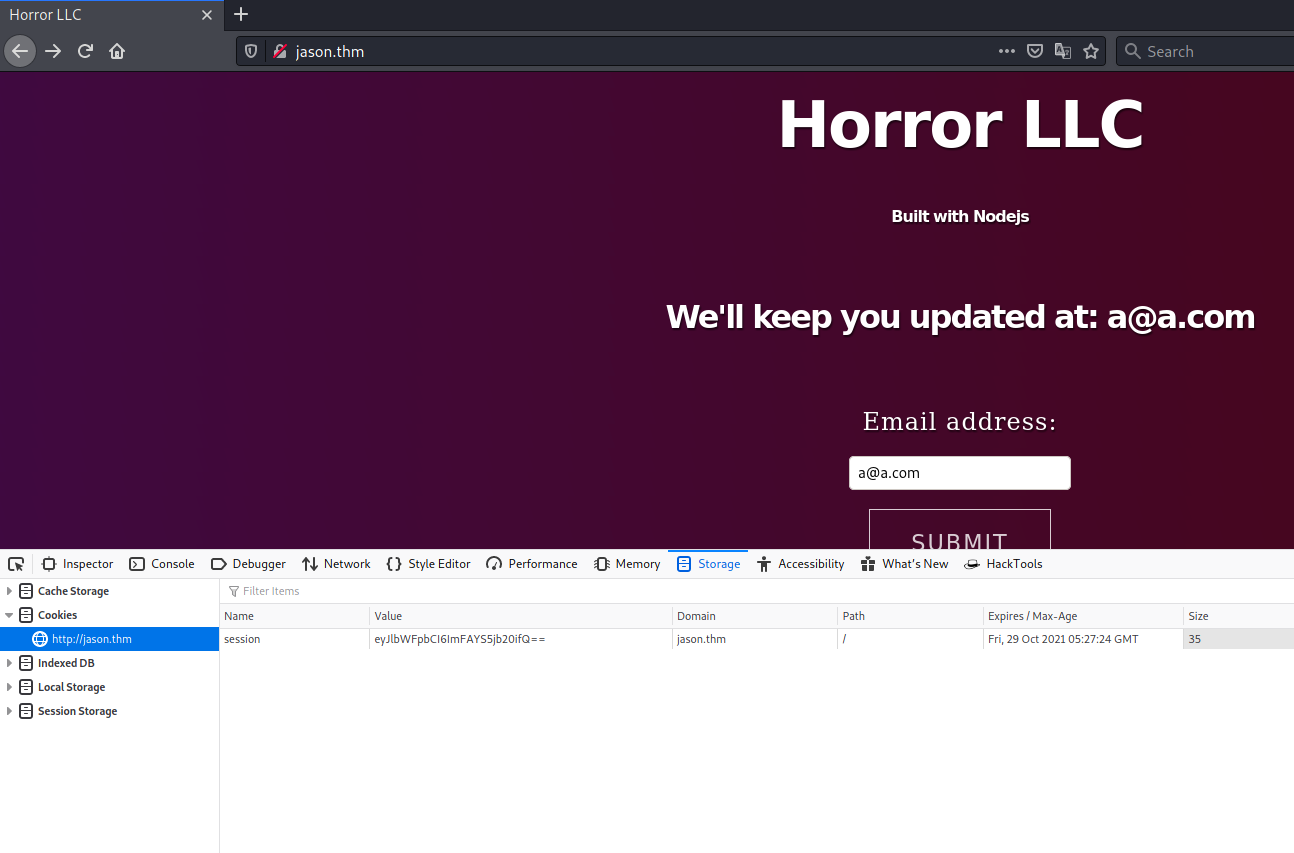 Horror LLC
jason.thm
Search
Horror LLC
Built with Nodejs
We'll keep you updated at: a@a.com
Email address:
a@a.com
SUBMIT
Inspector Console Debugger Network Style Editor Performance Memory Storage Accessibility What's New HackTools
Cache Storage
Filter Items
Cookies
Name Value Domain Path Expires / Max-Age Size
http://jason.thm
session eyJlbWFpbCI6ImFAYS5jb20ifQ== jason.thm / Fri, 29 Oct 2021 05:27:24 GMT 35
Indexed DB
Local Storage
Session Storage